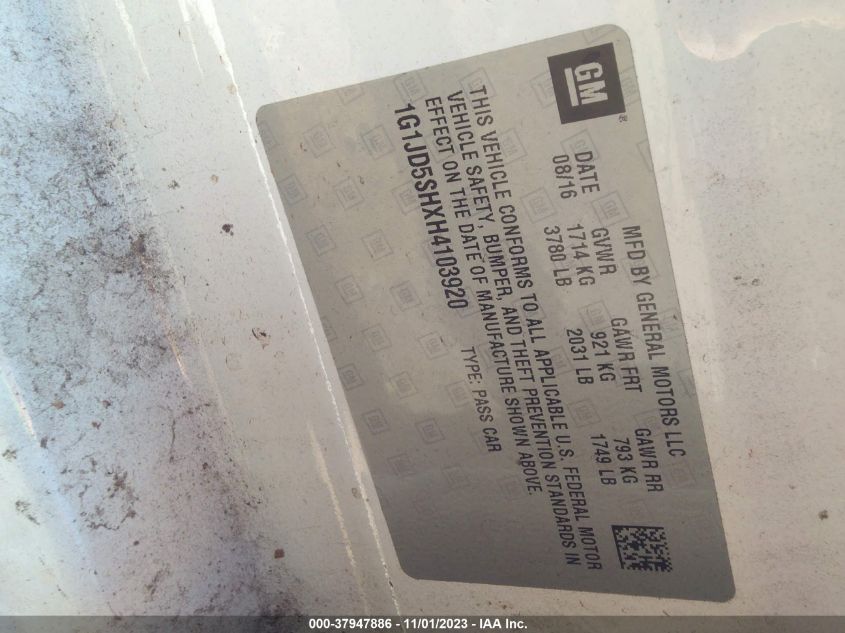 GM
®
MFD BY GENERAL MOTORS LLC
DATE GVWR GAWR FRT GAWR RR
08/16 1714 KG 921 KG 793 KG
3780 LB 2031 LB 1749 LB
THIS VEHICLE CONFORMS TO ALL APPLICABLE U.S. FEDERAL MOTOR
VEHICLE SAFETY, BUMPER, AND THEFT PREVENTION STANDARDS IN
EFFECT ON THE DATE OF MANUFACTURE SHOWN ABOVE.
1G1JD5SHXH4103920 TYPE: PASS CAR
000-37947886 - 11/01/2023 - IAA Inc.